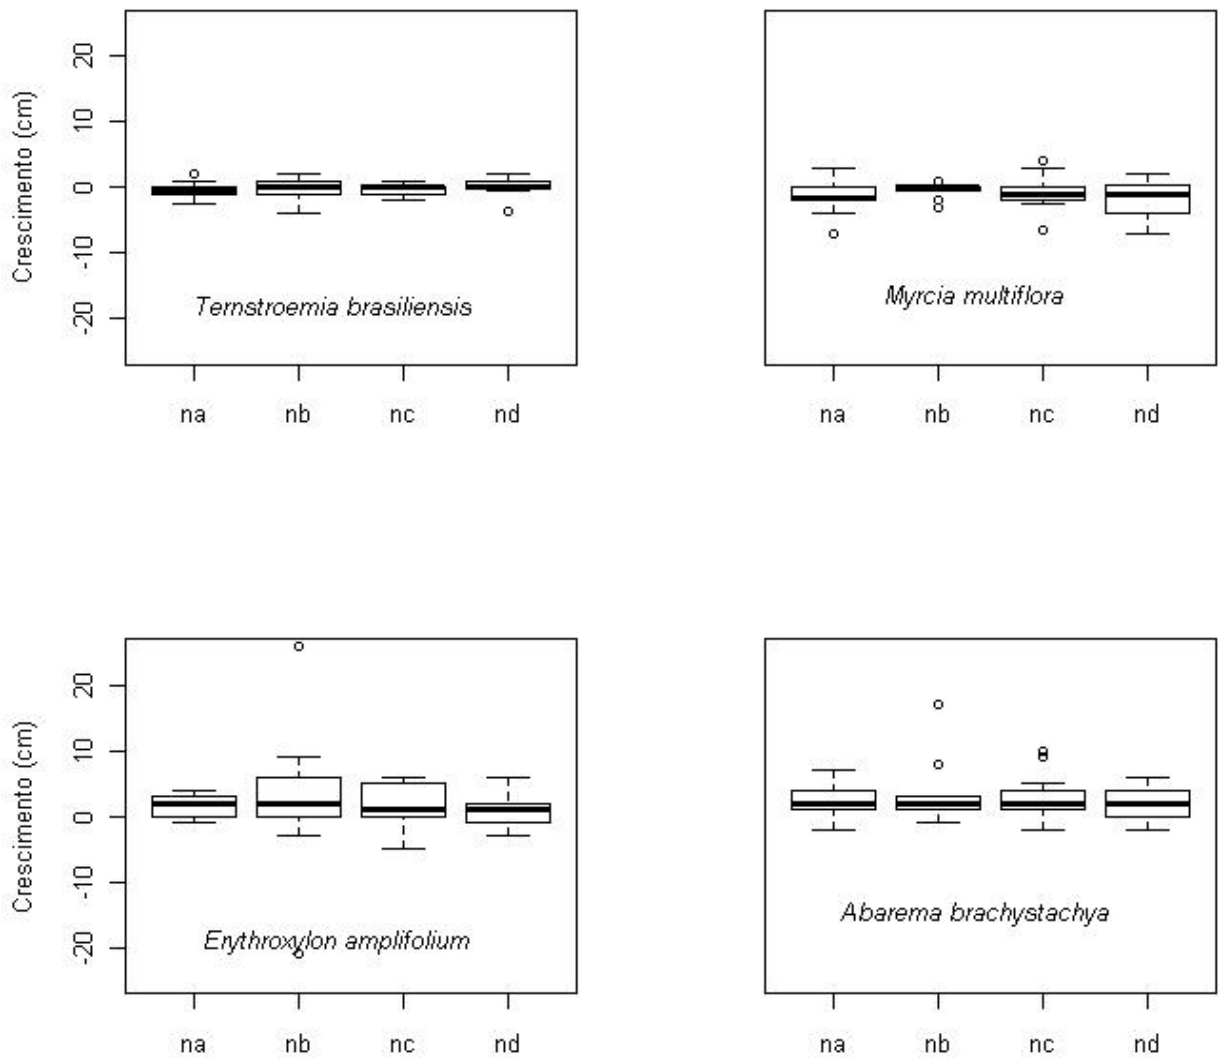 Crescimento (cm)
20
10
0
-10
-20
Ternstroemia brasiliensis
na nb nc nd
Myrcia multiflora
na nb nc nd
Crescimento (cm)
20
10
0
-10
-20
Erythroxylon amplifolium
na nb nc nd
Abarema brachystachya
na nb nc nd